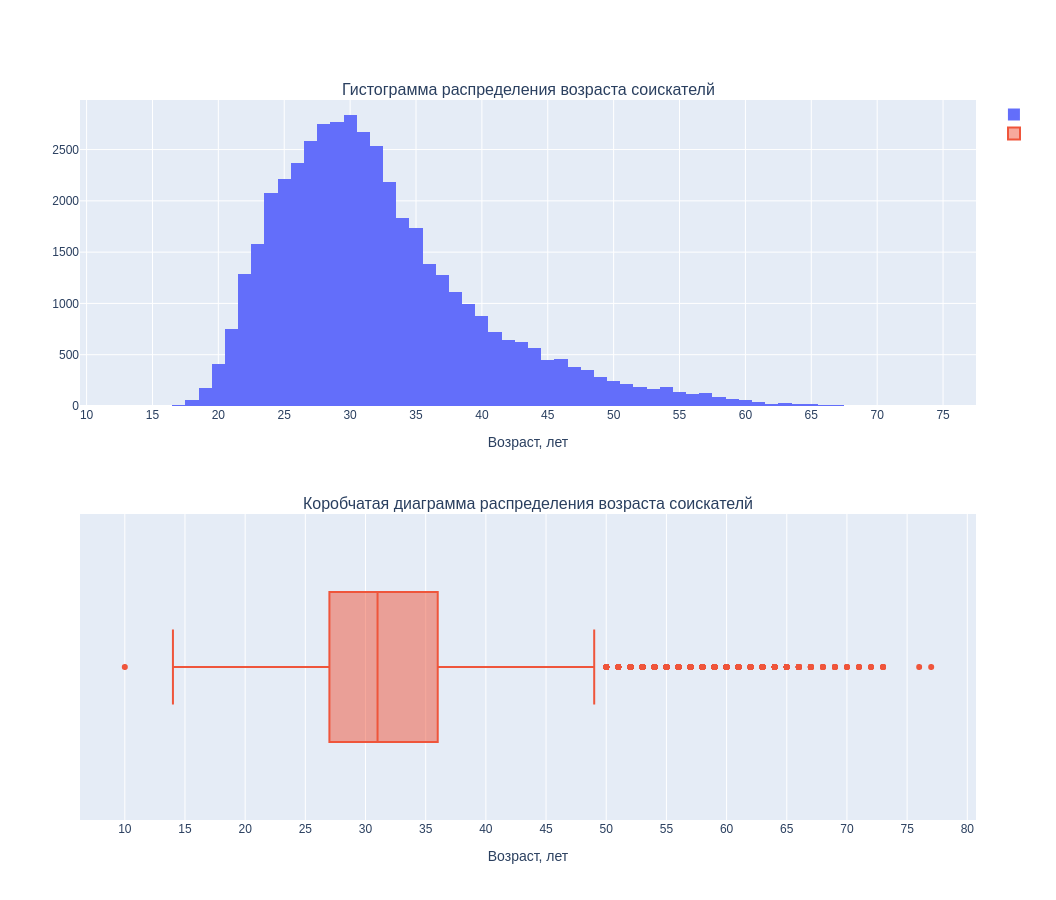 Гистограмма распределения возраста соискателй
2500
2000
1500
1000
500
0
10 15 20 25 30 35 40 45 50 55 60 65 70 75
Возраст, лет
Коробчатая диаграмма распределения возраста соискателй
10 15 20 25 30 35 40 45 50 55 60 65 70 75 80
Возраст, лет